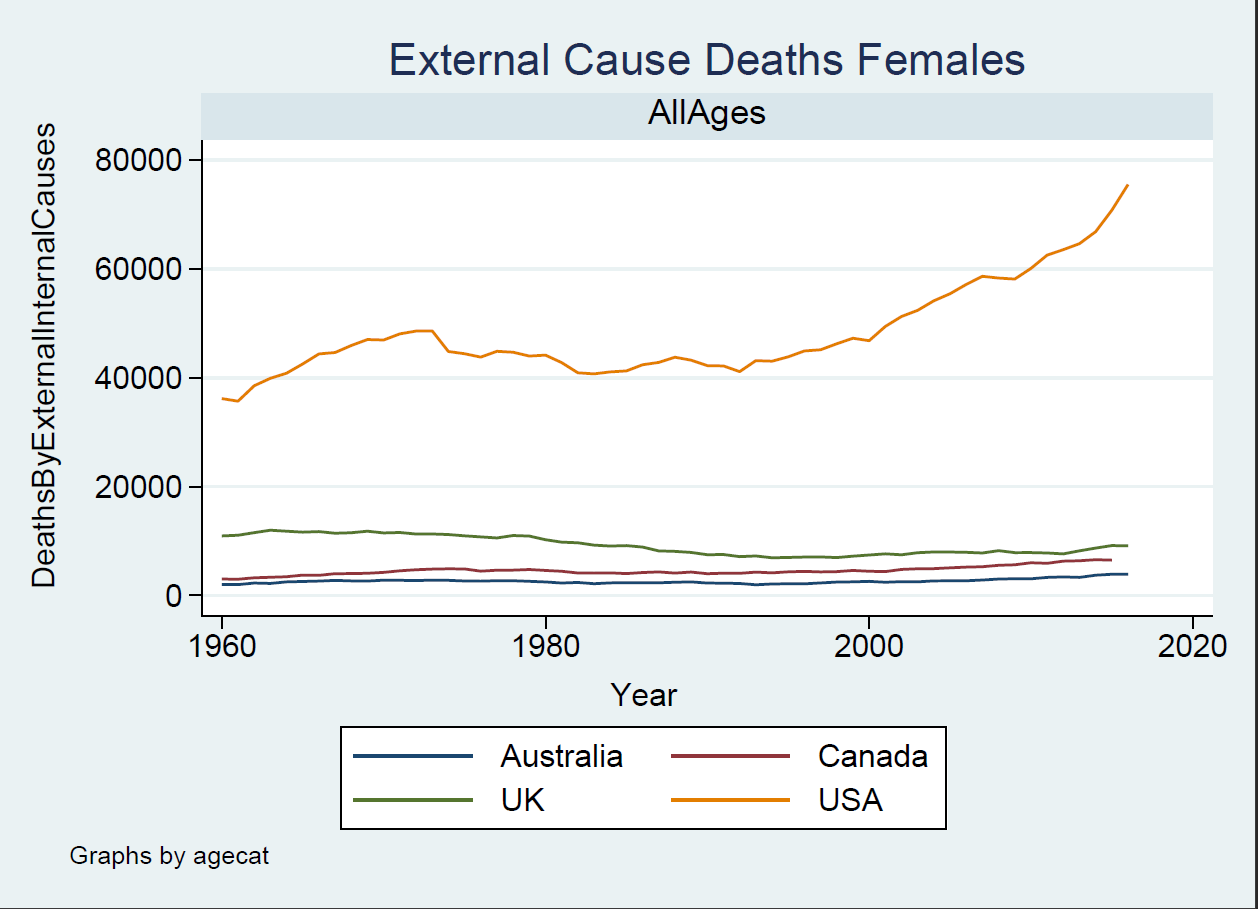 External Cause Deaths Females
AllAges
DeathsByExternalInternalCauses
80000
60000
40000
20000
0
1960 1980 2000 2020
Year
Australia Canada
UK USA
Graphs by agecat